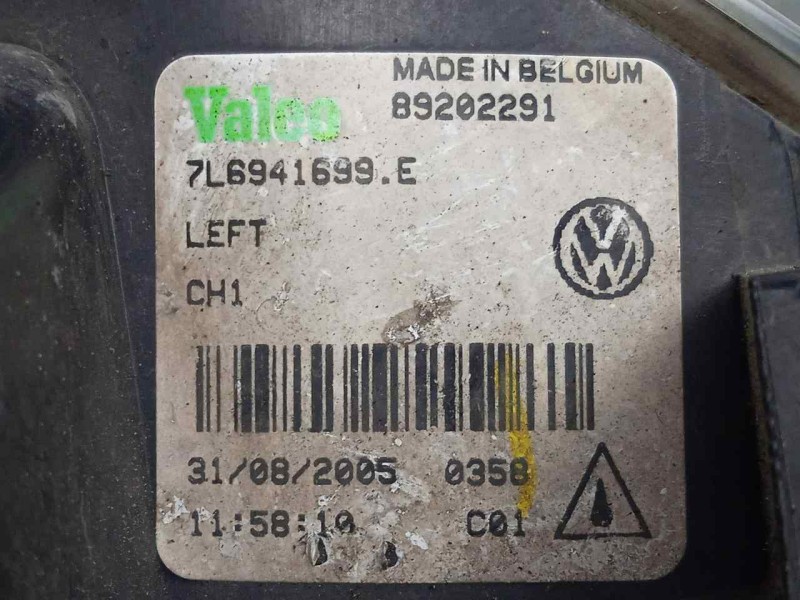 MADE IN BELGIUM
Valeo 89202291
7L6941699.E
LEFT
CH1
31/08/2005 0358
11:58:10 C01